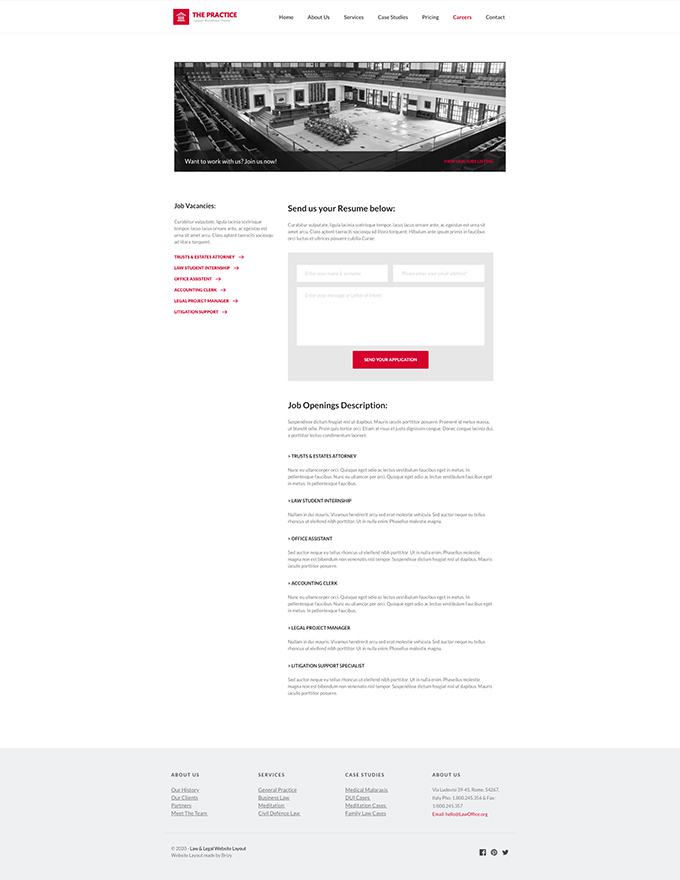 THE PRACTICE
Home
About Us
Services
Case Studies
Pricing
Careers
Contact
Want to work with us? Join us now!
Job Vacancies:
Curabitur vulputate, ligula lacinia scelirisque
tempor, lacus lacus ornare ante, ac egestas est
urna sit amet arcu. Class aptent taciti sociosqu
ad litora torquent.
TRUSTS & ESTATES ATTORNEY
LAW STUDENT INTERNSHIP
OFFICE ASSISTENT
ACCOUNTING CLERK
LEGAL PROJECT MANAGER
LITIGATION SUPPORT
Send us your Resume below:
Curabitur vulputate, ligula lacinia scelirisque tempor, lacus lacus ornare ante, ac egestas est urna sit
amet arcu. Class aptent taciti sociosqu ad litora torquent. Hibulum ante ipsum primis in faucibus
orci luctus et ultrices posuere cubilia Curae:
Enter your name & surname
Please enter your email address*
Enter your message or Letter of Intent
SEND YOUR APPLICATION
Job Openings Description:
Suspendisse dictum feugiat nisl ut dapibus. Mauris iaculis porttitor posuere. Praesent id metus massa,
ut blandit odio. Proin quis tortor orci. Etiam at risus et justo dignissim congue. Donec congue lacinia dui,
a porttitor lectus condimentum laoreet.
> TRUSTS & ESTATES ATTORNEY
Nunc eu ullamcorper orci. Quisque eget odio ac lectus vestibulum faucibus eget in metus. In
pellentesque faucibus. Nunc eu ullamcor per orci. Quisque eget odio ac lectus vestibulum faucibus eget
in metus. In pellentesque faucibus.
> LAW STUDENT INTERNSHIP
Nullam in dui mauris. Vivamus hendrerit arcu sed erat molestie vehicula. Sed auctor neque eu tellus
rhoncus ut eleifend nibh porttitor. Ut in nulla enim. Phasellus molestie magna.
> OFFICE ASSISTANT
Sed auctor neque eu tellus rhoncus ut eleifend nibh porttitor. Ut in nulla enim. Phasellus molestie
magna non est bibendum non venenatis nisl tempor. Suspendisse dictum feugiat nisl ut dapibus. Mauris
iaculis porttitor posuere.
> ACCOUNTING CLERK
Nunc eu ullamcorper orci. Quisque eget odio ac lectus vestibulum faucibus eget in metus. In
pellentesque faucibus. Nunc eu ullamcor per orci. Quisque eget odio ac lectus vestibulum faucibus eget
in metus. In pellentesque faucibus.
> LEGAL PROJECT MANAGER
Nullam in dui mauris. Vivamus hendrerit arcu sed erat molestie vehicula. Sed auctor neque eu tellus
rhoncus ut eleifend nibh porttitor. Ut in nulla enim. Phasellus molestie magna.
> LITIGATION SUPPORT SPECIALIST
Sed auctor neque eu tellus rhoncus ut eleifend nibh porttitor. Ut in nulla enim. Phasellus molestie
magna non est bibendum non venenatis nisl tempor. Suspendisse dictum feugiat nisl ut dapibus. Mauris
iaculis porttitor posuere.
ABOUT US
Our History
Our Clients
Partners
Meet The Team
SERVICES
General Practice
Business Law
Meditation
Civil Defence Law
CASE STUDIES
Medical Malaraxis
DUI Cases
Meditation Cases
Family Law Cases
ABOUT US
Via Ludovisi 39-45, Rome, 54267,
Italy Pho: 1.800.245.356 & Fax:
1/800.245.357
Email: hello@LawOffice.org
© 2020 - Law & Legal Website Layout
Website Layout made by Brizy